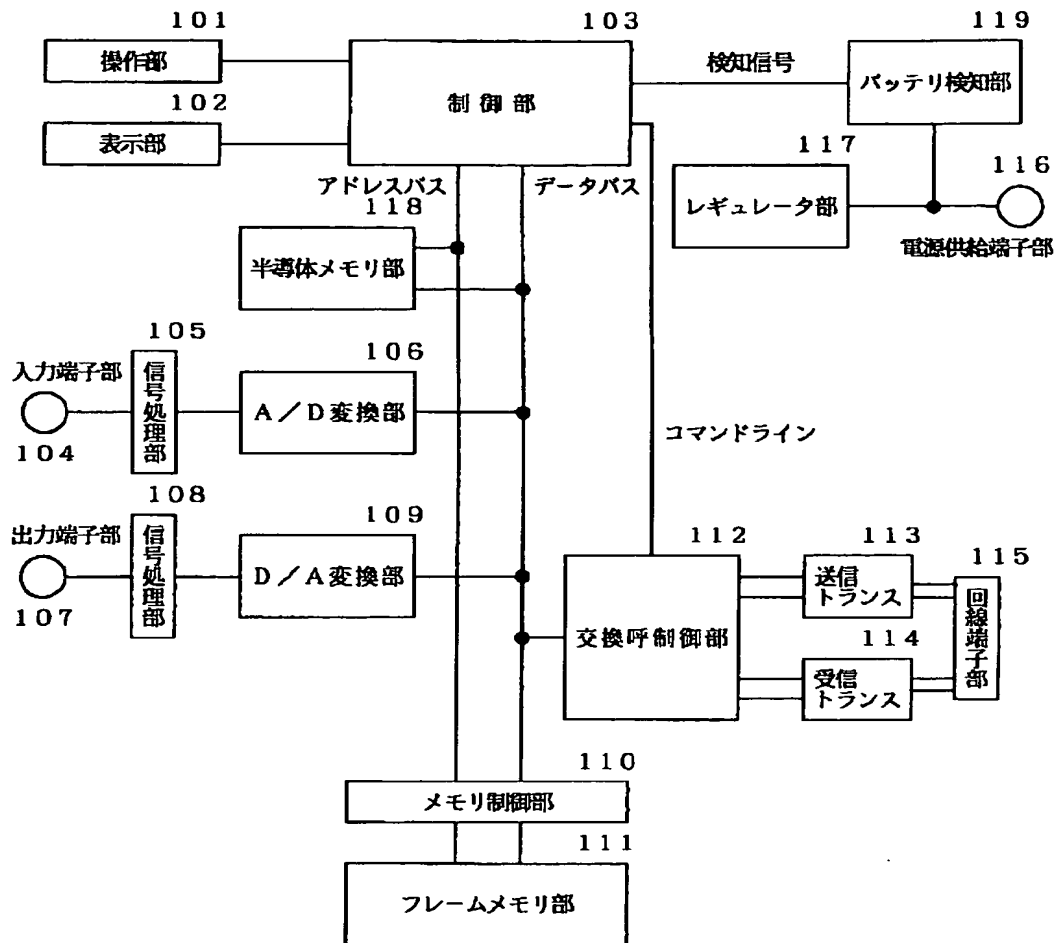 101
操作部
102
表示部
103
制御部
検知信号
119
バッテリ検知部
117
レギュレータ部
116
電源供給端子部
アドレスバス
データバス
118
半導体メモリ部
入力端子部
104
105
信号処理部
106
A／D変換部
コマンドライン
出力端子部
107
108
信号処理部
109
D／A変換部
112
交換呼制御部
113
送信
トランス
114
受信
トランス
115
回線端子部
110
メモリ制御部
111
フレームメモリ部